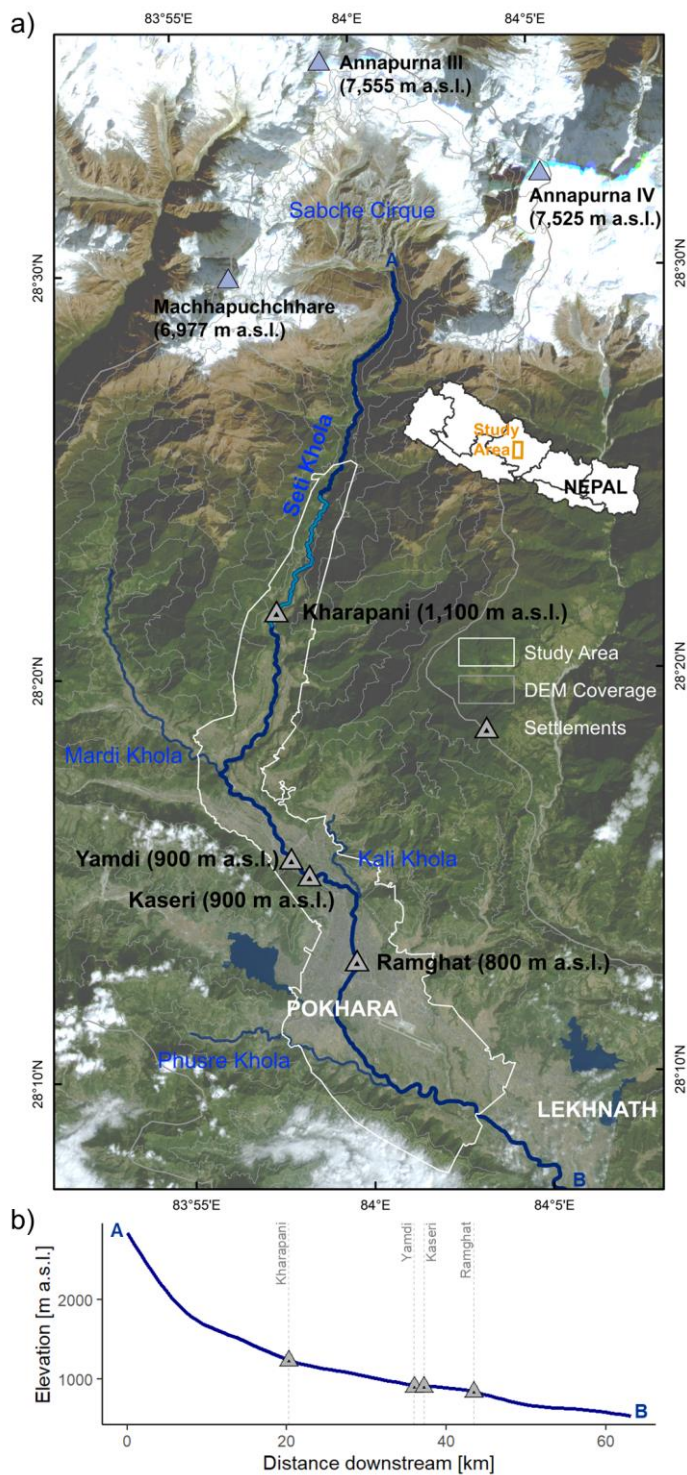 a)
83°55'E
84°E
84°5'E
Annapurna III
(7,555 m a.s.l.)
Annapurna IV
(7,525 m a.s.l.)
Sabche Cirque
A
28°30'N
28°30'N
Machhapuchchhare
(6,977 m a.s.l.)
Study
Area
NEPAL
Seti Khola
Kharapani (1,100 m a.s.l.)
Study Area
DEM Coverage
Settlements
28°20'N
28°20'N
Mardi Khola
Yamdi (900 m a.s.l.)
Kali Khola
Kaseri (900 m a.s.l.)
Ramghat (800 m a.s.l.)
POKHARA
Phusre Khola
28°10'N
28°10'N
LEKHNATH
B
83°55'E
84°E
84°5'E
b)
A
Kharapani
Yamdi
Kaseri
Ramghat
Elevation [m a.s.l.]
2000
1000
B
0
20
40
60
Distance downstream [km]